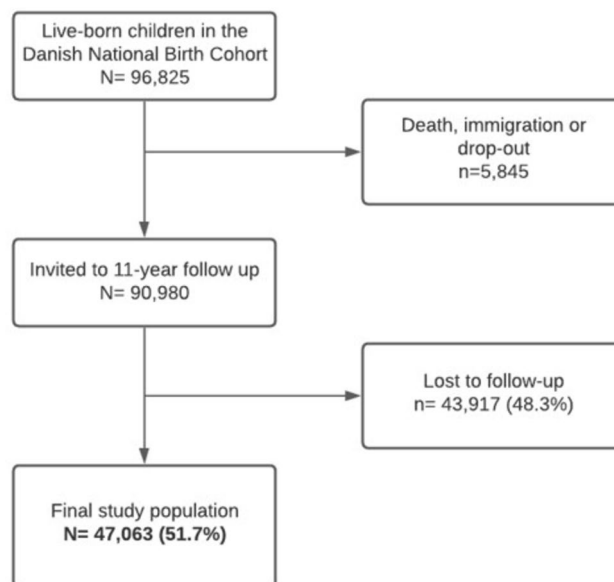 Live-born children in the
Danish National Birth Cohort
N= 96,825
Death, immigration or
drop-out
n=5,845
Invited to 11-year follow up
N= 90,980
Lost to follow-up
n= 43,917 (48.3%)
Final study population
N= 47,063 (51.7%)